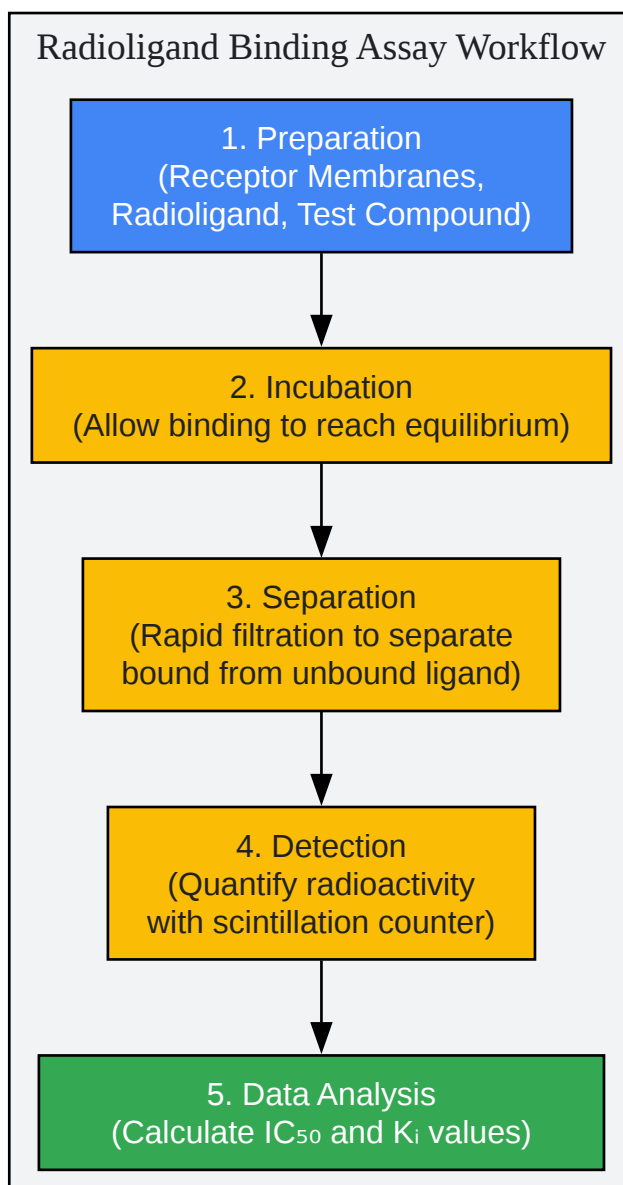 Radioligand Binding Assay Workflow
1. Preparation
(Receptor Membranes,
Radioligand, Test Compound)
2. Incubation
(Allow binding to reach equilibrium)
3. Separation
(Rapid filtration to separate
bound from unbound ligand)
4. Detection
(Quantify radioactivity
with scintillation counter)
5. Data Analysis
(Calculate IC₅₀ and Kᵢ values)